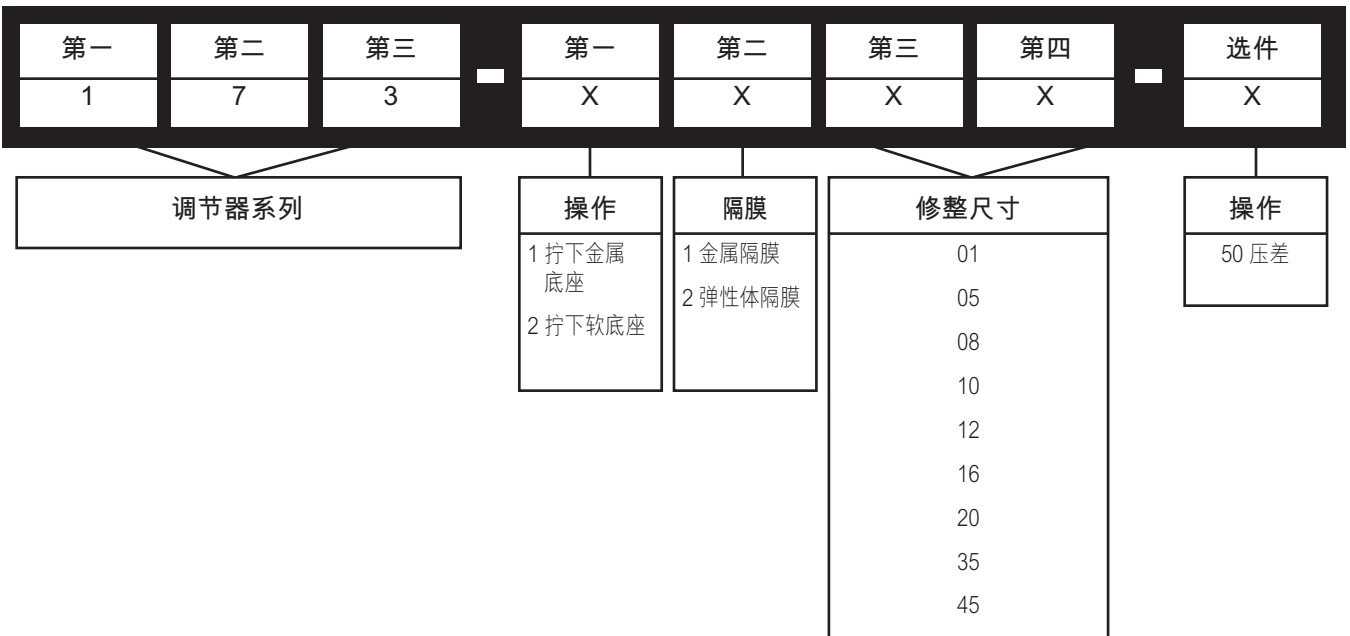 第一 第二 第三 第一 第二 第三 第四 选件
1 7 3 - X X X X - X
调节器系列
操作
1 拧下金属
底座
2 拧下软底座
隔膜
1 金属隔膜
2 弹性体隔膜
修整尺寸
01
05
08
10
12
16
20
35
45
操作
50 压差